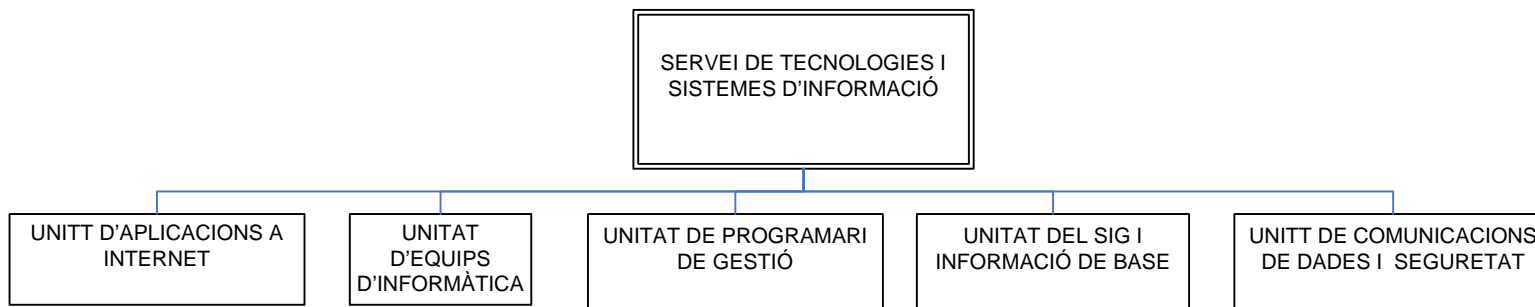 SERVEI DE TECNOLOGIES I
SISTEMES D'INFORMACIÓ
UNITT D'APLICACIONS A
INTERNET
UNITAT
D'EQUIPS
D'INFORMÀTICA
UNITAT DE PROGRAMARI
DE GESTIÓ
UNITAT DEL SIG I
INFORMACIÓ DE BASE
UNITT DE COMUNICACIONS
DE DADES I SEGURETAT